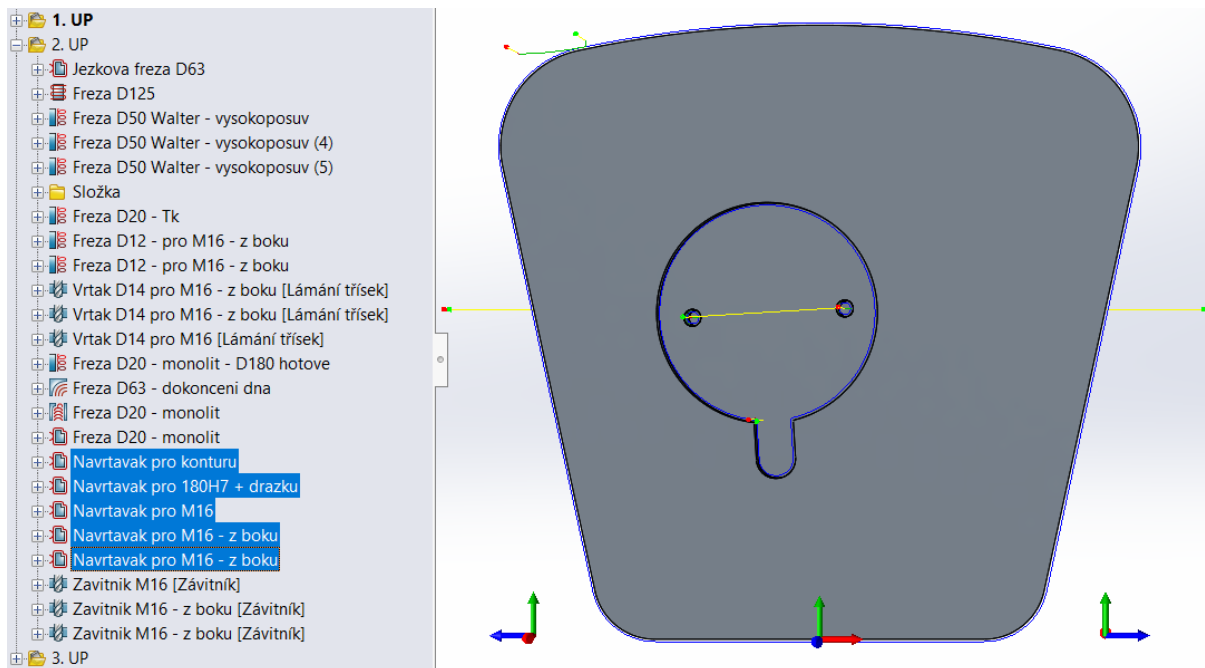 1. UP
2. UP
Jezkova freza D63
Freza D125
Freza D50 Walter - vysokoposuv
Freza D50 Walter - vysokoposuv (4)
Freza D50 Walter - vysokoposuv (5)
Složka
Freza D20 - Tk
Freza D12 - pro M16 - z boku
Freza D12 - pro M16 - z boku
Vrtak D14 pro M16 - z boku [Lámání třísek]
Vrtak D14 pro M16 - z boku [Lámání třísek]
Vrtak D14 pro M16 [Lámání třísek]
Freza D20 - monolit - D180 hotove
Freza D63 - dokonceni dna
Freza D20 - monolit
Freza D20 - monolit
Navrtavak pro konturu
Navrtavak pro 180H7 + drazku
Navrtavak pro M16
Navrtavak pro M16 - z boku
Navrtavak pro M16 - z boku
Zavitnik M16 [Závitník]
Zavitnik M16 - z boku [Závitník]
Zavitnik M16 - z boku [Závitník]
3. UP